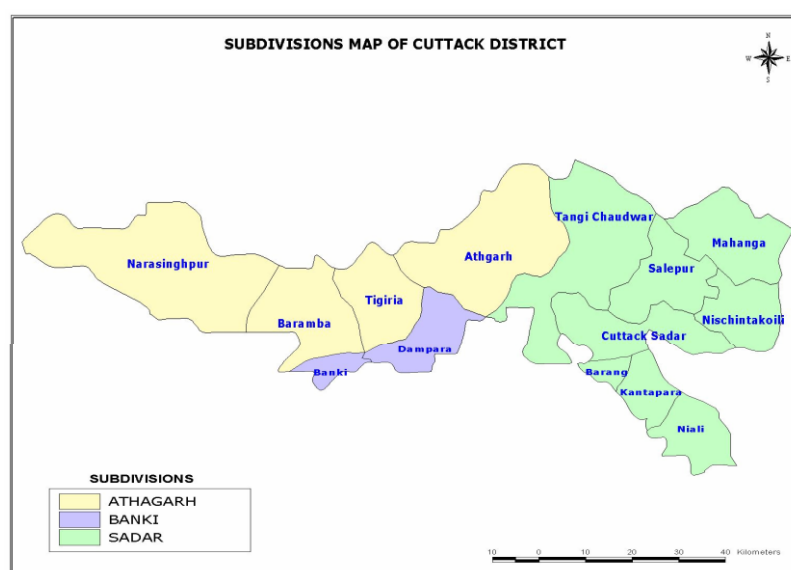 SUBDIVISIONS MAP OF CUTTACK DISTRICT
N
W E
S
Tangi Chaudwar
Mahanga
Athgarh
Narasinghpur
Salepur
Tigiria
Baramba
Nischintakoili
Cuttack Sadar
Dampara
Banki
Barang
Kantapara
Niali
SUBDIVISIONS
ATHAGARH
BANKI
SADAR
10 0 10 20 30 40 Kilometers